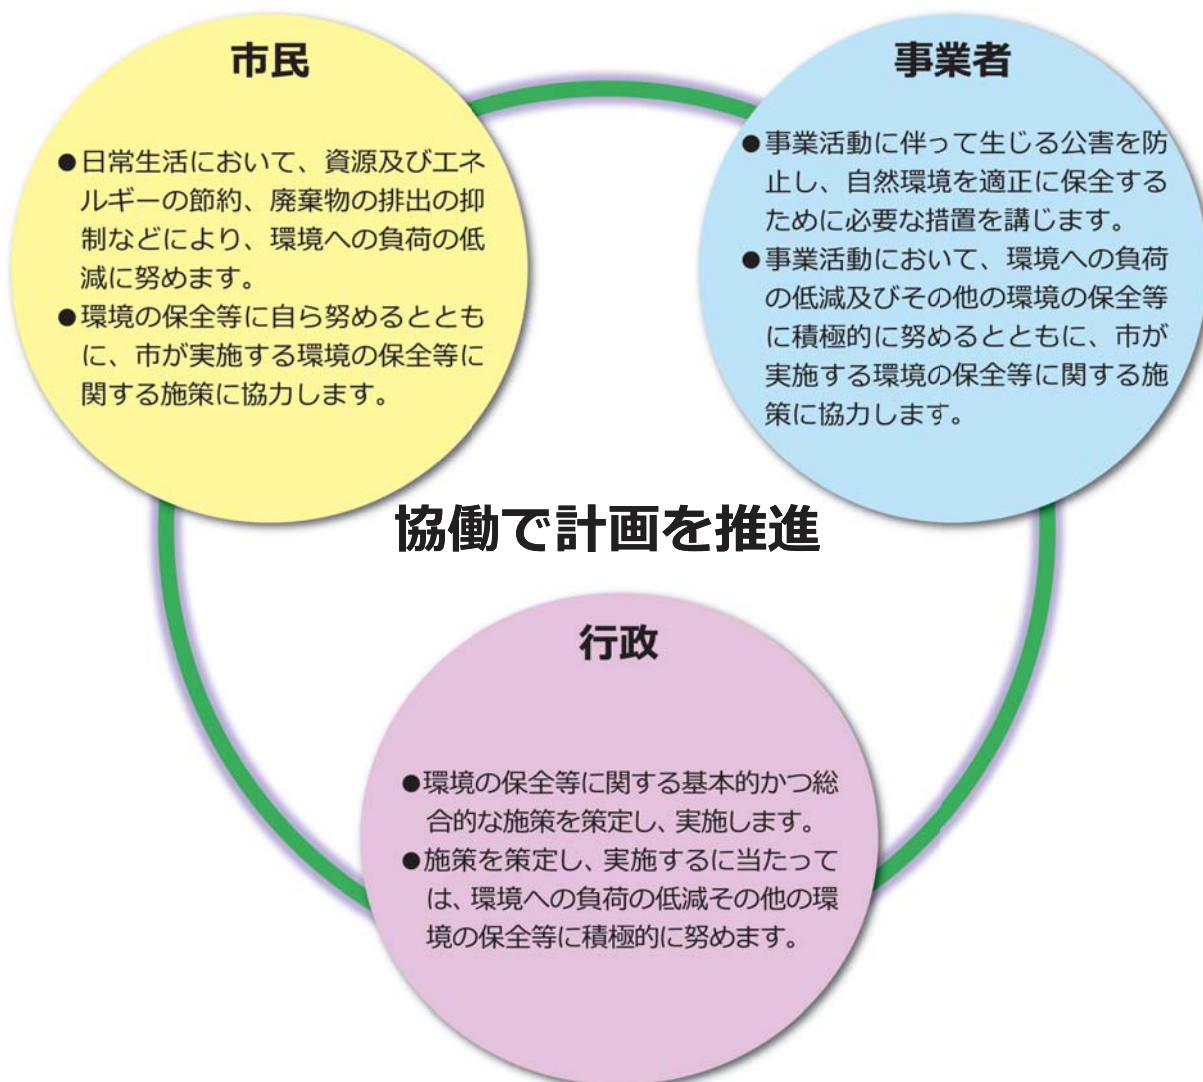 市民
●日常生活において、資源及びエネ
ルギーの節約、廃棄物の排出の抑
制などにより、環境への負荷の低
減に努めます。
●環境の保全等に自ら努めるととも
に、市が実施する環境の保全等に
関する施策に協力します。
事業者
●事業活動に伴って生じる公害を防
止し、自然環境を適正に保全する
ために必要な措置を講じます。
●事業活動において、環境への負荷
の低減及びその他の環境の保全等
に積極的に努めるとともに、市が
実施する環境の保全等に関する施
策に協力します。
協働で計画を推進
行政
●環境の保全等に関する基本的かつ総
合的な施策を策定し、実施します。
●施策を策定し、実施するに当たって
は、環境への負荷の低減その他の環
境の保全等に積極的に努めます。